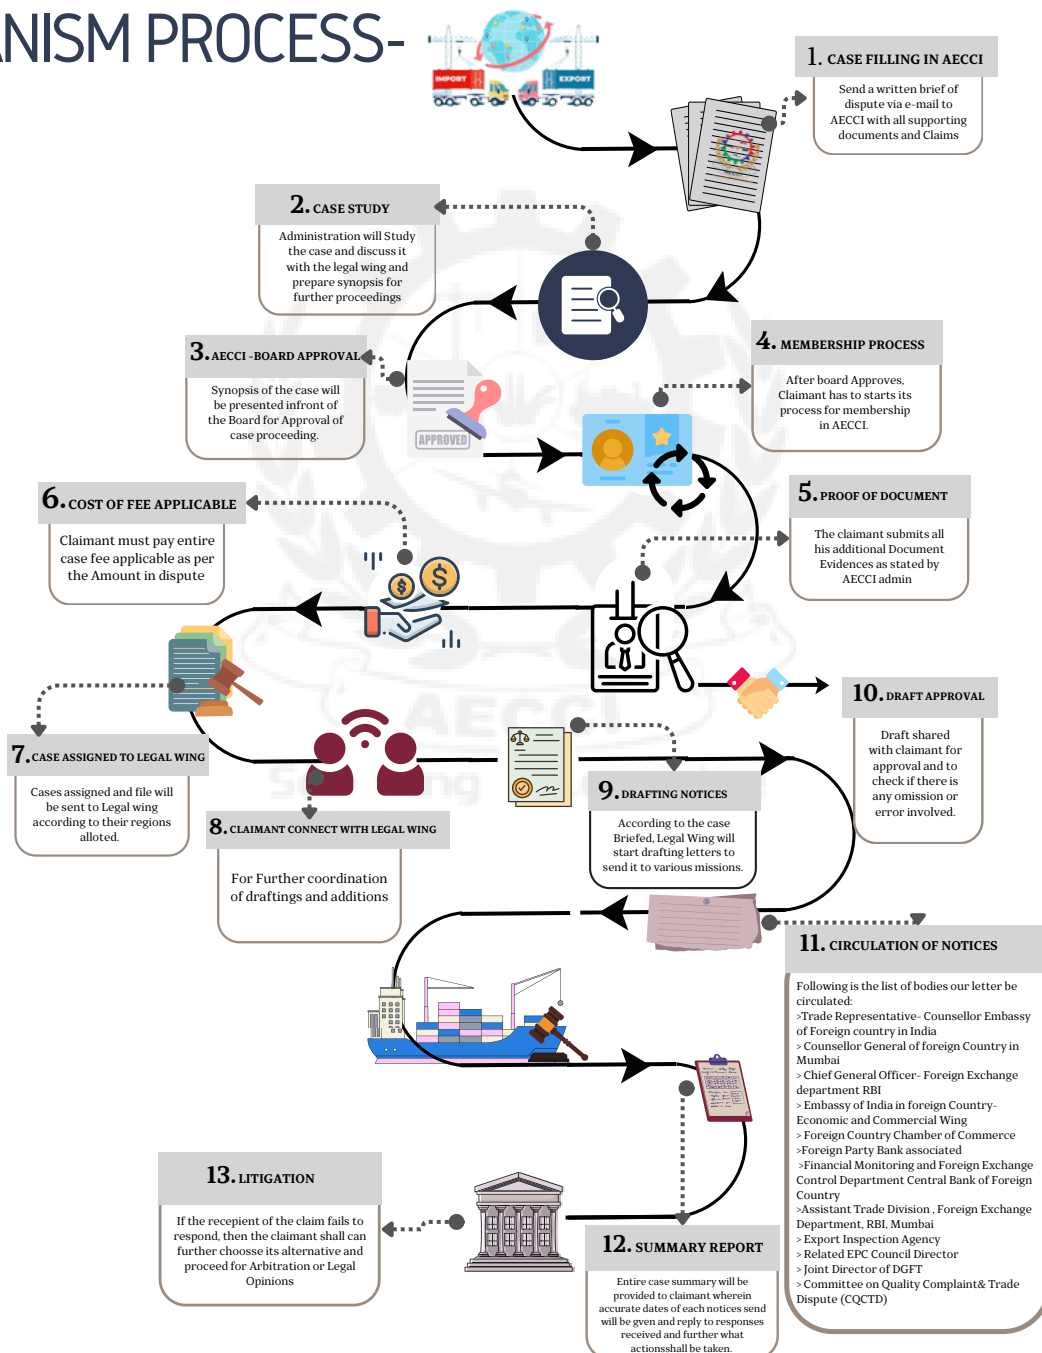 ANISM PROCESS-
IMPORT
EXPORT
1. CASE FILLING IN AECCI
Send a written brief of
dispute via e-mail to
AECCI with all supporting
documents and Claims
2. CASE STUDY
Administration will Study
the case and discuss it
with the legal wing and
prepare synopsis for
further proceedings
3. AECCI -BOARD APPROVAL
Synopsis of the case will
be presented infront of
the Board for Approval of
case proceeding.
APPROVED
4. MEMBERSHIP PROCESS
After board Approves,
Claimant has to starts its
process for membership
in AECCI.
5. PROOF OF DOCUMENT
The claimant submits all
his additional Document
Evidences as stated by
AECCI admin
6. COST OF FEE APPLICABLE
Claimant must pay entire
case fee applicable as per
the Amount in dispute
7. CASE ASSIGNED TO LEGAL WING
Cases assigned and file will
be sent to Legal wing
according to their regions
alloted.
8. CLAIMANT CONNECT WITH LEGAL WING
For Further coordination
of draftings and additions
9. DRAFTING NOTICES
According to the case
Briefed, Legal Wing will
start drafting letters to
send it to various missions.
10. DRAFT APPROVAL
Draft shared
with claimant for
approval and to
check if there is
any omission or
error involved.
AECCI
11. CIRCULATION OF NOTICES
Following is the list of bodies our letter be
circulated:
>Trade Representative- Counsellor Embassy
of Foreign country in India
> Counsellor General of foreign Country in
Mumbai
> Chief General Officer- Foreign Exchange
department RBI
> Embassy of India in foreign Country-
Economic and Commercial Wing
> Foreign Country Chamber of Commerce
>Foreign Party Bank associated
>Financial Monitoring and Foreign Exchange
Control Department Central Bank of Foreign
Country
>Assistant Trade Division , Foreign Exchange
Department, RBI, Mumbai
> Export Inspection Agency
> Related EPC Council Director
> Joint Director of DGFT
> Committee on Quality Complaint& Trade
Dispute (CQCTD)
12. SUMMARY REPORT
Entire case summary will be
provided to claimant wherein
accurate dates of each notices send
will be gven and reply to responses
received and further what
actionsshall be taken.
13. LITIGATION
If the recepient of the claim fails to
respond, then the claimant shall can
further choosse its alternative and
proceed for Arbitration or Legal
Opinions